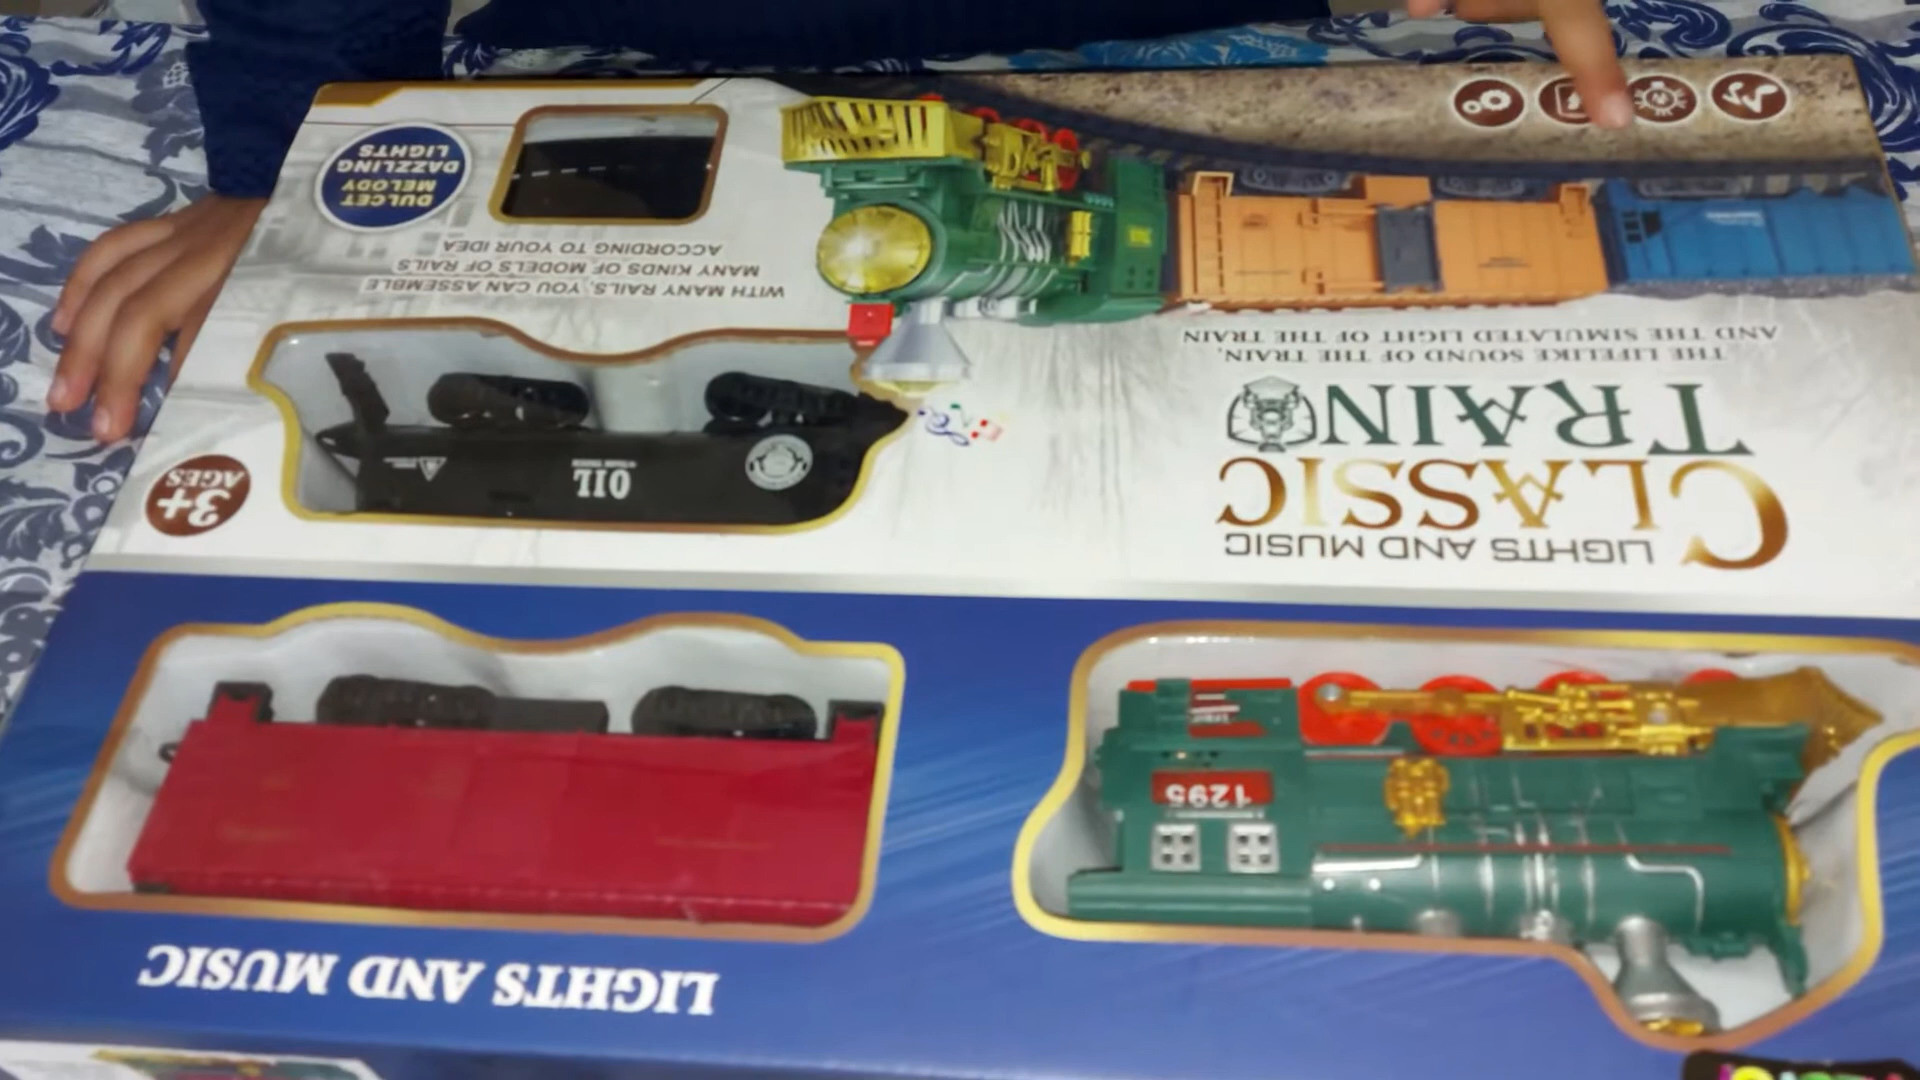 LIGHTS AND MUSIC
LIGHTS AND MUSIC
CLASSIC
TRAIN
THE LIFELIKE SOUND OF THE TRAIN,
AND THE SIMULATED LIGHT OF THE TRAIN
1295
3+
AGES
OIL
WITH MANY RAILS, YOU CAN ASSEMBLE
MANY KINDS OF MODELS OF RAILS
ACCORDING TO YOUR IDEA
DULCET
MELODY
DAZZLING
LIGHTS